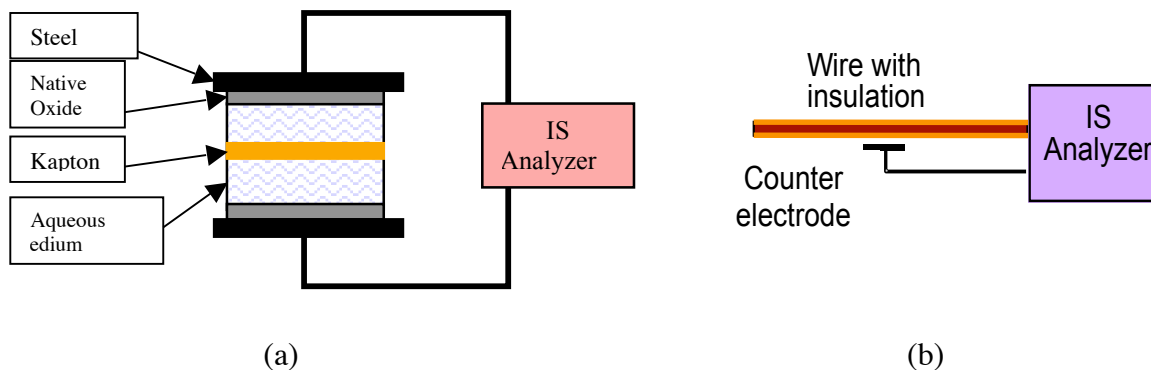 Steel
Native
Oxide
Kapton
Aqueous
edium
IS
Analyzer
(a)
Wire with
insulation
Counter
electrode
IS
Analyzer
(b)